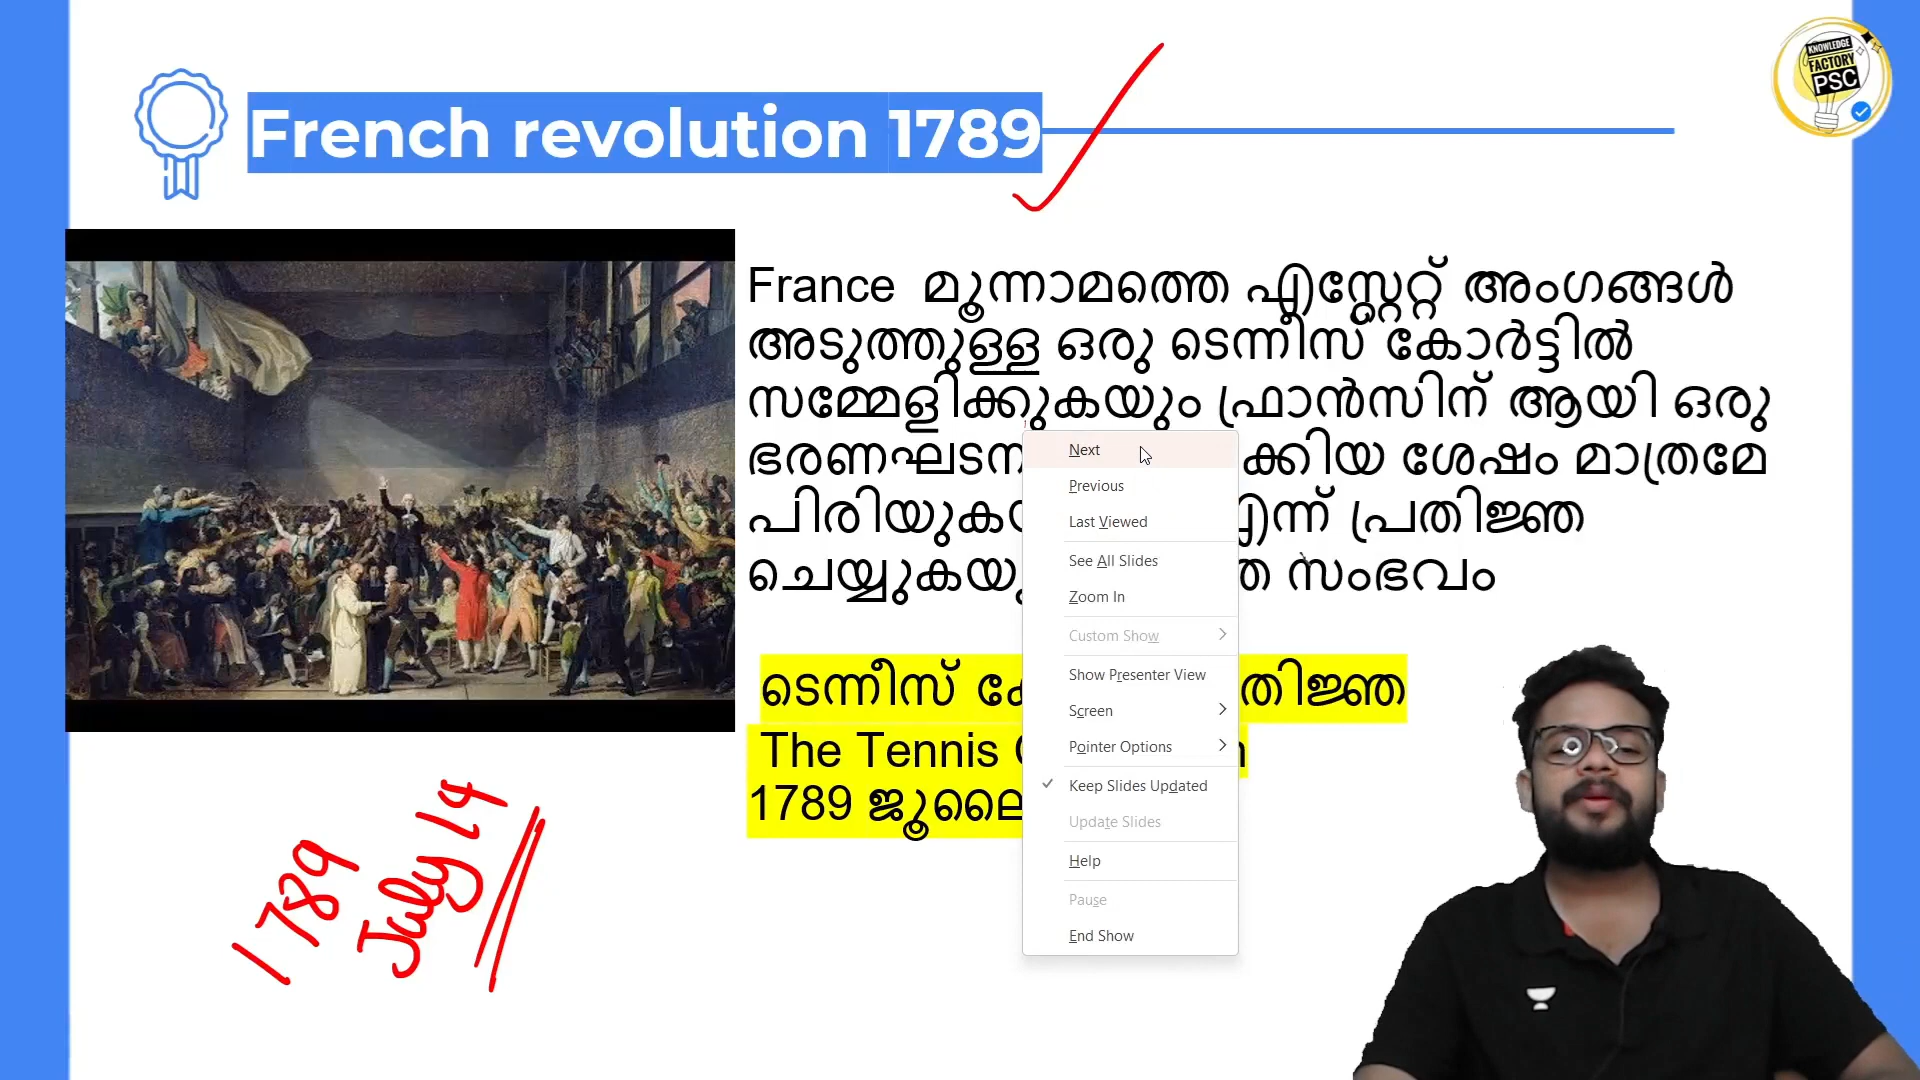 KNOWLEDGE
FACTORY
PSC
French revolution 1789
France മൂന്നാമത്തെ എസ്റ്റേറ്റ് അംഗങ്ങൾ
അടുത്തുള്ള ഒരു ടെന്നീസ് കോർട്ടിൽ
സമ്മേളിക്കുകയും ഫ്രാൻസിന് ആയി ഒരു
ഭരണഘടന ക്കിയ ശേഷം മാത്രമേ
പിരിയുക എന്ന് പ്രതിജ്ഞ
ചെയ്യുകയു ത സംഭവം
ടെന്നീസ് തിജ്ഞ
The Tennis
1789 ജൂലൈ
Next
Previous
Last Viewed
See All Slides
Zoom In
Custom Show
Show Presenter View
Screen
Pointer Options
Keep Slides Updated
Update Slides
Help
Pause
End Show
1789
July 14